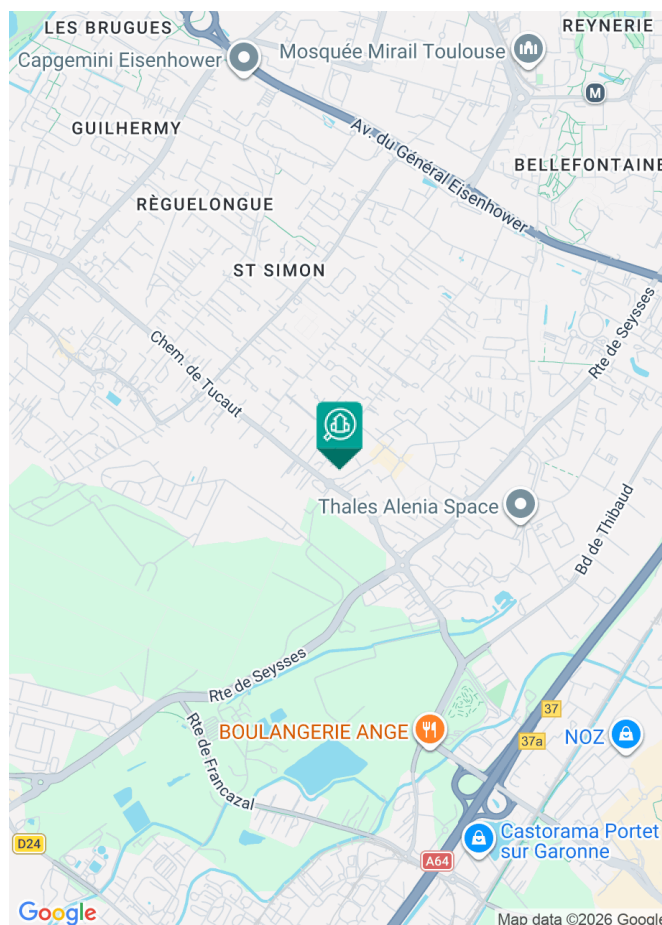 LES BRUGUES
REYNERIE
Capgemini Eisenhower
Mosquée Mirail Toulouse
M
GUILHERMY
Av. du Général Eisenhower
BELLEFONTAINE
RÈGUELONGUE
ST SIMON
Rte de Seysses
Chem. de Tucaut
Thales Alenia Space
Bd de Thibaud
Rte de Seysses
Rte de Francazal
BOULANGERIE ANGE
37
37a
NOZ
D24
Castorama Portet
sur Garonne
A64
Google
Map data ©2026 Google